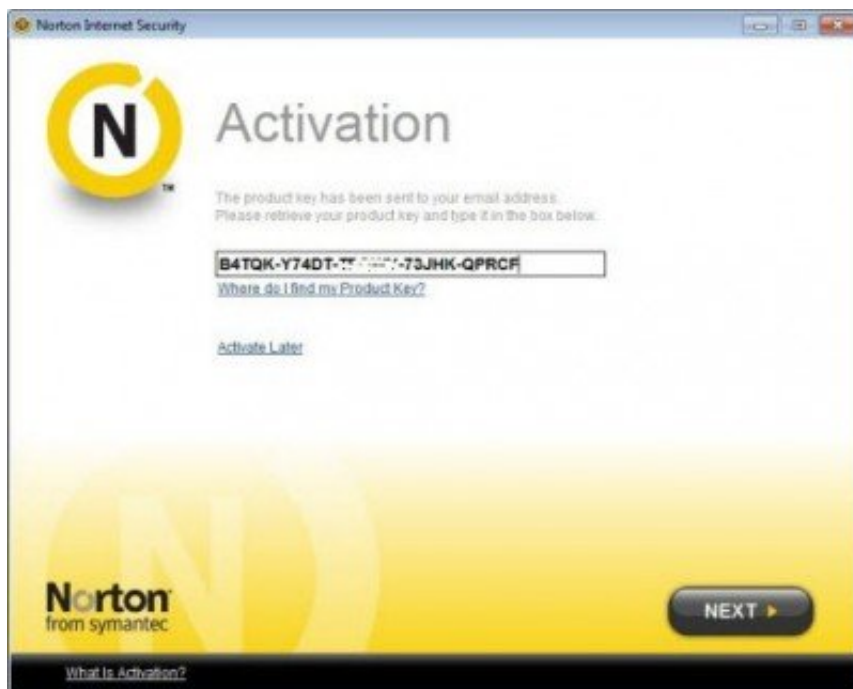 Norton Internet Security
N
Activation
TM
The product key has been sent to your email address.
Please retrieve your product key and type it in the box below.
B4TQK-Y74DT- -73JHK-QPRCF
Where do I find my Product Key?
Activate Later
Norton
from symantec
NEXT
What Is Activation?